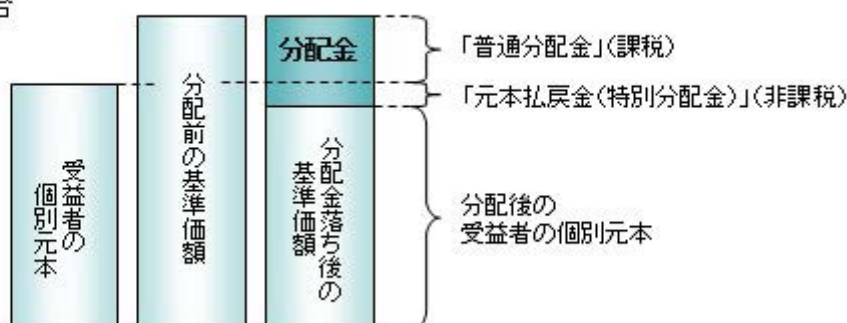 分配金
「普通分配金」(課税)
「元本払戻金(特別分配金)」(非課税)
受益者の
個別元本
分配前の基準価額
分配金落ち後の
基準価額
分配後の
受益者の個別元本